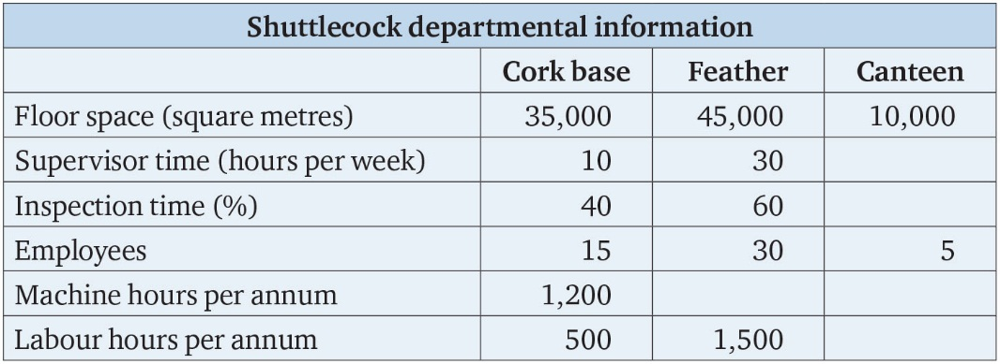 Shuttlecock departmental information
Cork base Feather Canteen
Floor space (square metres) 35,000 45,000 10,000
Supervisor time (hours per week) 10 30
Inspection time (%) 40 60
Employees 15 30 5
Machine hours per annum 1,200
Labour hours per annum 500 1,500